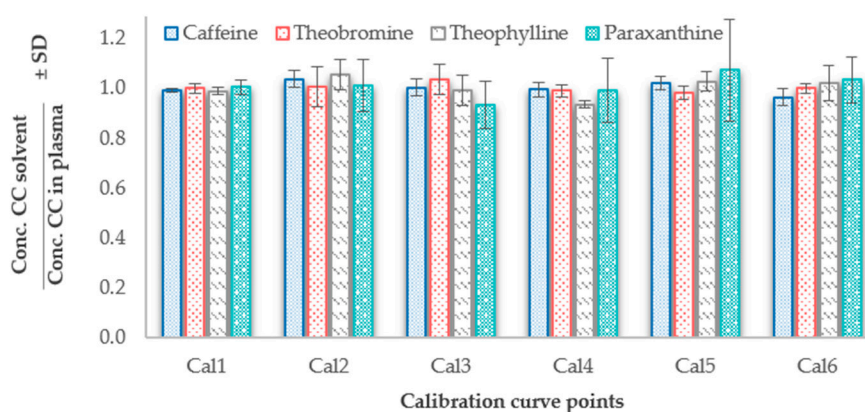 Caffeine Theobromine Theophylline Paraxanthine
1.2
1.0
0.8
0.6
0.4
0.2
0.0
Conc. CC solvent
Conc. CC in plasma
± SD
Cal1 Cal2 Cal3 Cal4 Cal5 Cal6
Calibration curve points